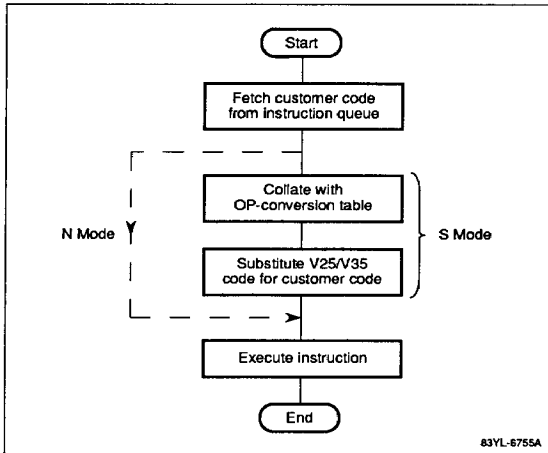 Start
Fetch customer code
from instruction queue
Collate with
OP-conversion table
N Mode
S Mode
Substitute V25/V35
code for customer code
Execute instruction
End
83YL-6755A